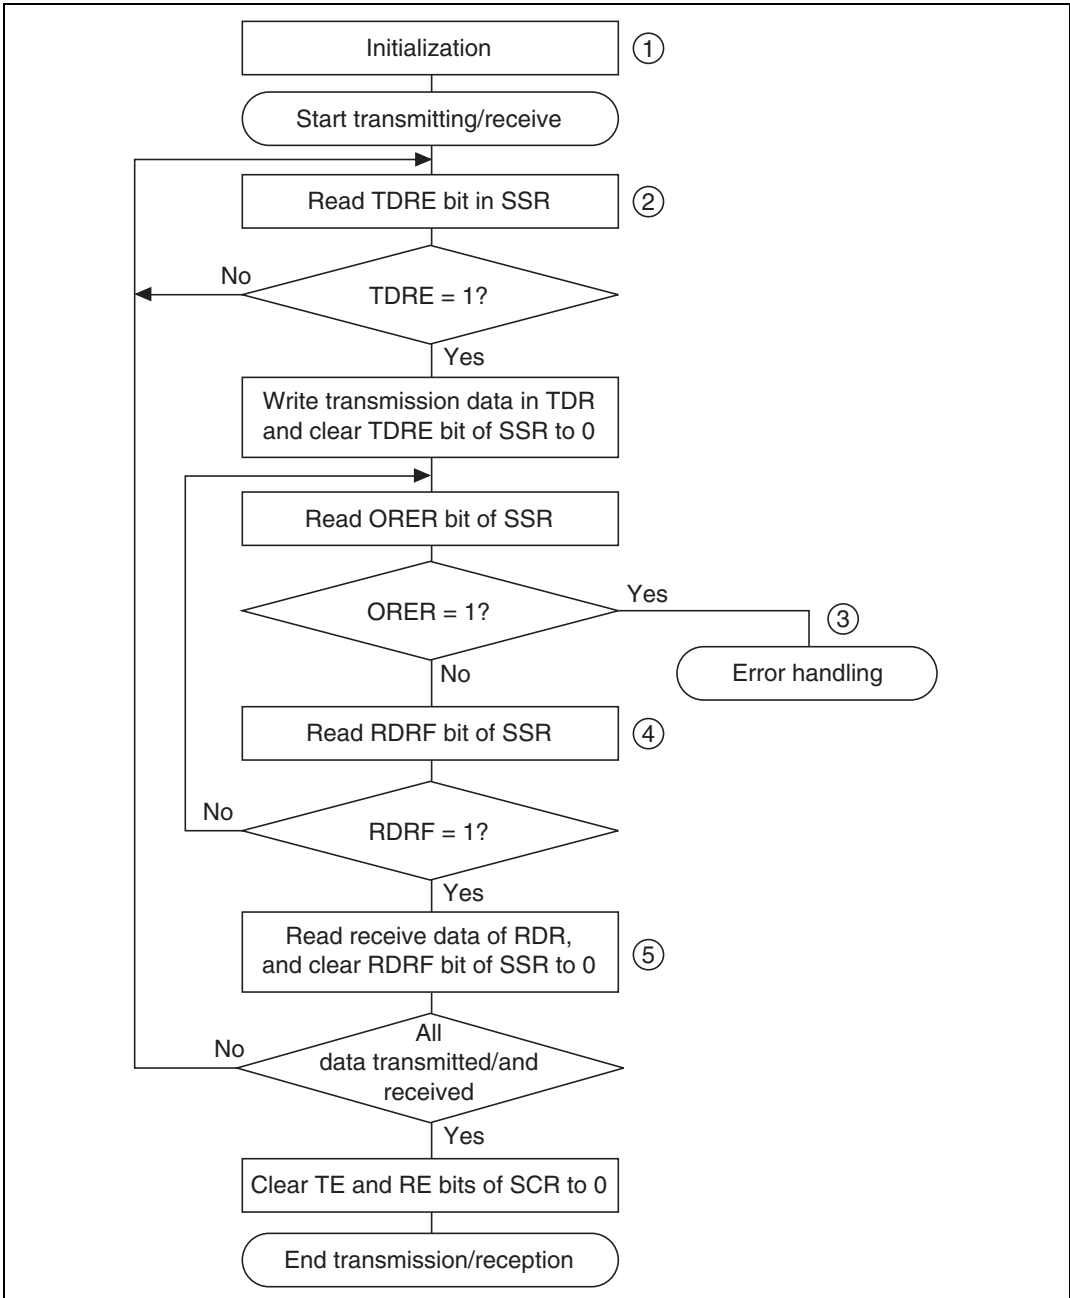 Initialization
①
Start transmitting/receive
Read TDRE bit in SSR
②
No
TDRE = 1?
Yes
Write transmission data in TDR
and clear TDRE bit of SSR to 0
Read ORER bit of SSR
Yes
ORER = 1?
③
Error handling
No
Read RDRF bit of SSR
④
No
RDRF = 1?
Yes
Read receive data of RDR,
and clear RDRF bit of SSR to 0
⑤
All
No
data transmitted/and
received
Yes
Clear TE and RE bits of SCR to 0
End transmission/reception